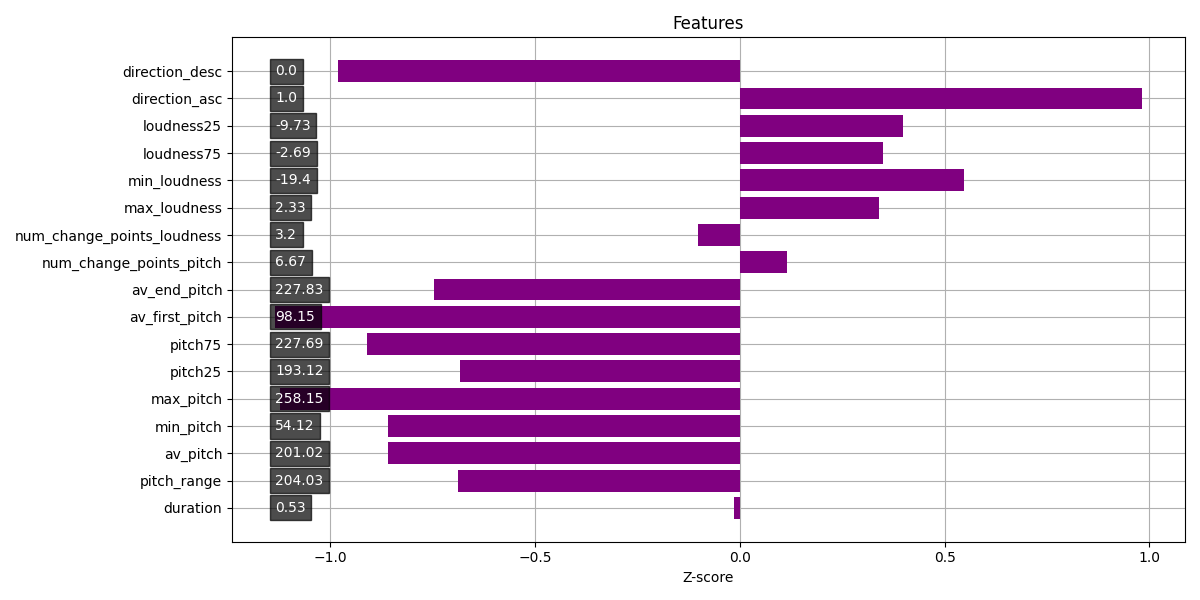 Features
direction_desc 0.0
direction_asc 1.0
loudness25 -9.73
loudness75 -2.69
min_loudness -19.4
max_loudness 2.33
num_change_points_loudness 3.2
num_change_points_pitch 6.67
av_end_pitch 227.83
av_first_pitch 98.15
pitch75 227.69
pitch25 193.12
max_pitch 258.15
min_pitch 54.12
av_pitch 201.02
pitch_range 204.03
duration 0.53
−1.0 −0.5 0.0 0.5 1.0
Z-score